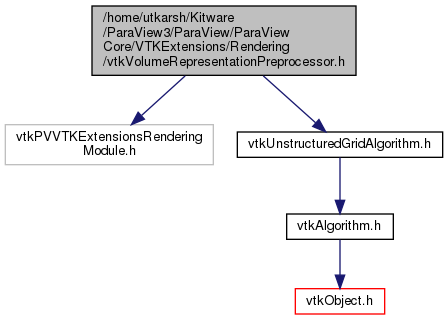 /home/utkarsh/Kitware
/ParaView3/ParaView/ParaView
Core/VTKExtensions/Rendering
/vtkVolumeRepresentationPreprocessor.h
vtkPVVTKExtensionsRendering
Module.h
vtkUnstructuredGridAlgorithm.h
vtkAlgorithm.h
vtkObject.h